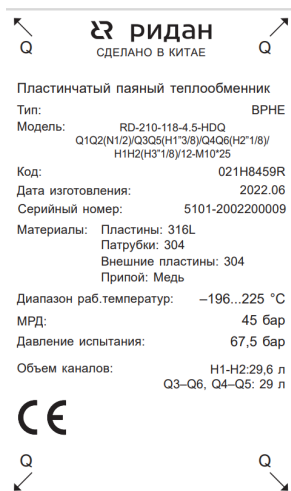 Q ридан Q
СДЕЛАНО В КИТАЕ
Пластинчатый паяный теплообменник
Тип: BPHE
Модель: RD-210-118-4.5-HDQ
Q1Q2(N1/2)/Q3Q5(H1"3/8)/Q4Q6(H2"1/8)/
H1H2(H3"1/8)/12-M10*25
Код: 021H8459R
Дата изготовления: 2022.06
Серийный номер: 5101-2002200009
Материалы: Пластины: 316L
Патрубки: 304
Внешние пластины: 304
Припой: Медь
Диапазон раб.температур: –196...225 °C
МРД: 45 бар
Давление испытания: 67,5 бар
Объем каналов: H1-H2:29,6 л
Q3–Q6, Q4–Q5: 29 л
CE
Q Q